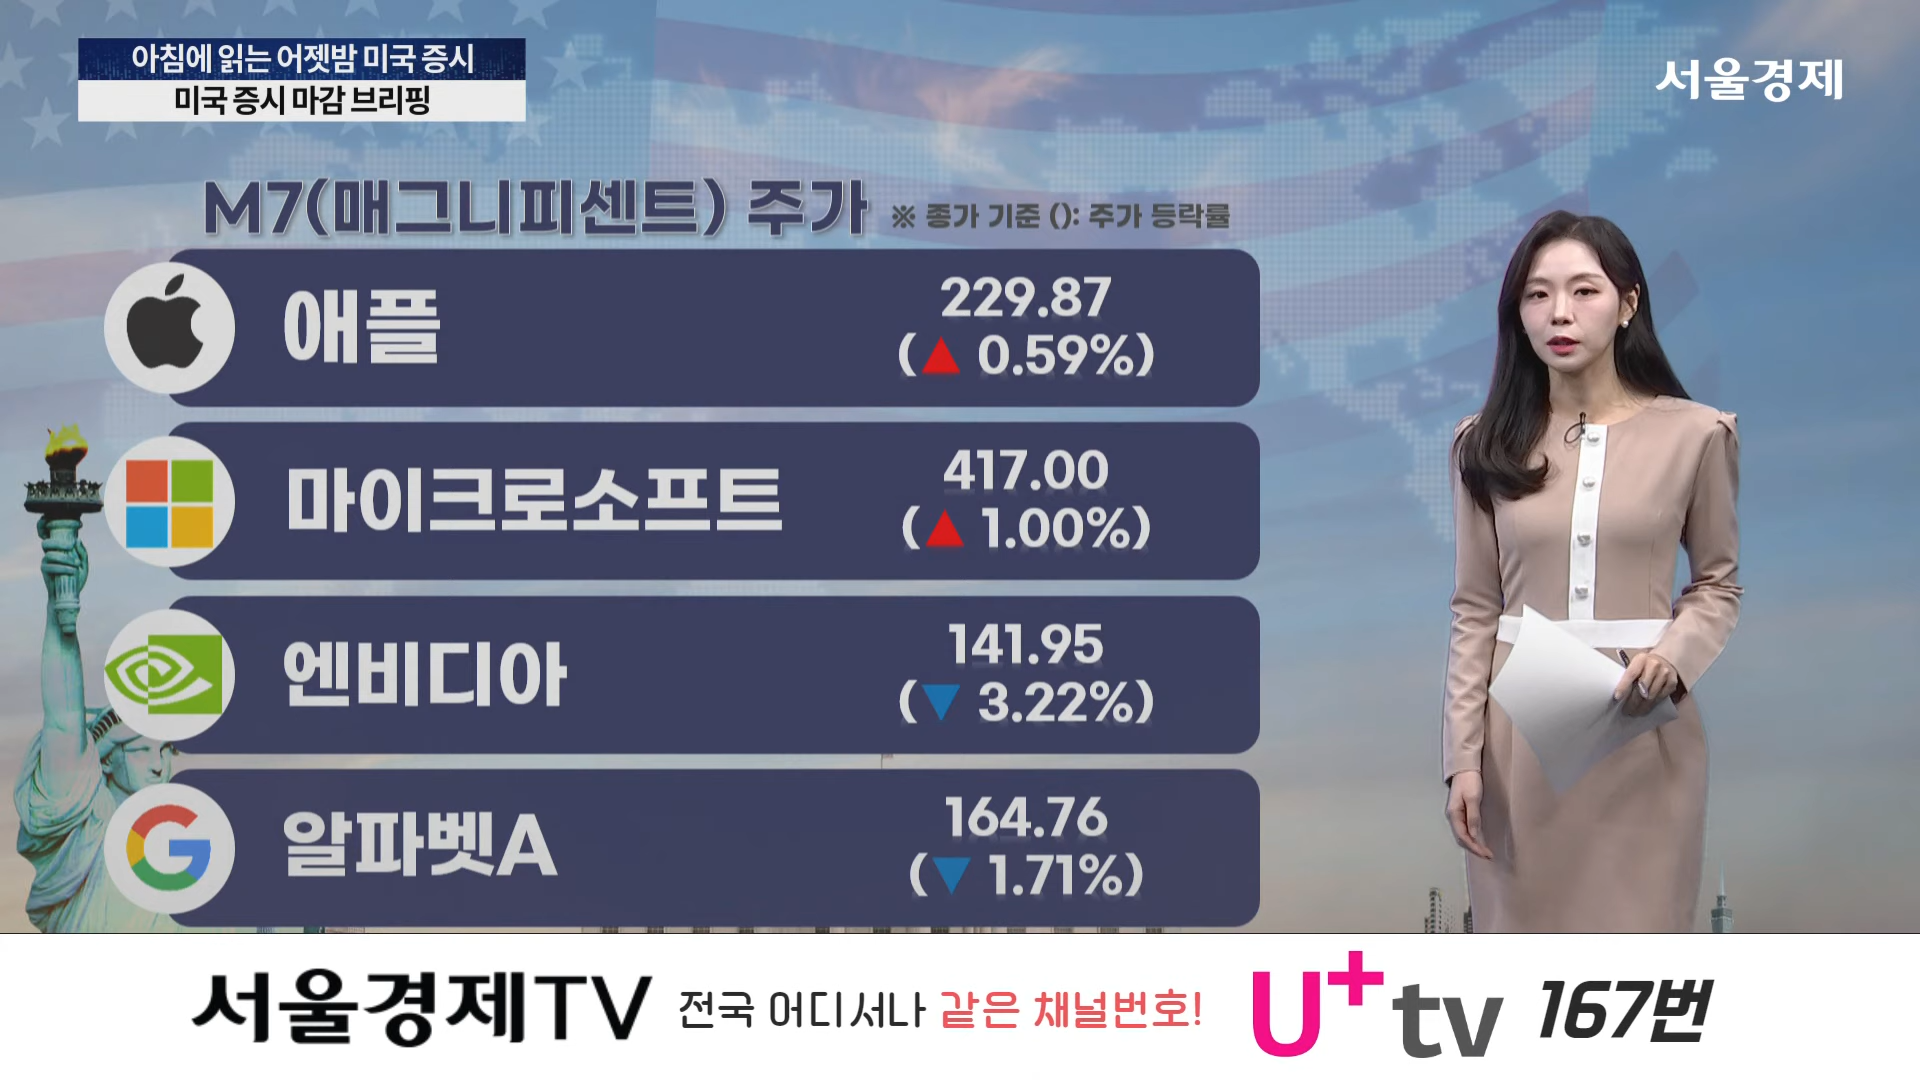 아침에 읽는 어젯밤 미국 증시
미국 증시 마감 브리핑
서울경제
M7(매그니피센트) 주가 ※ 종가 기준 (): 주가 등락률
애플
229.87
(▲ 0.59%)
마이크로소프트
417.00
(▲ 1.00%)
엔비디아
141.95
(▼ 3.22%)
알파벳A
164.76
(▼ 1.71%)
서울경제TV 전국 어디서나 같은 채널번호! U+tv 167번